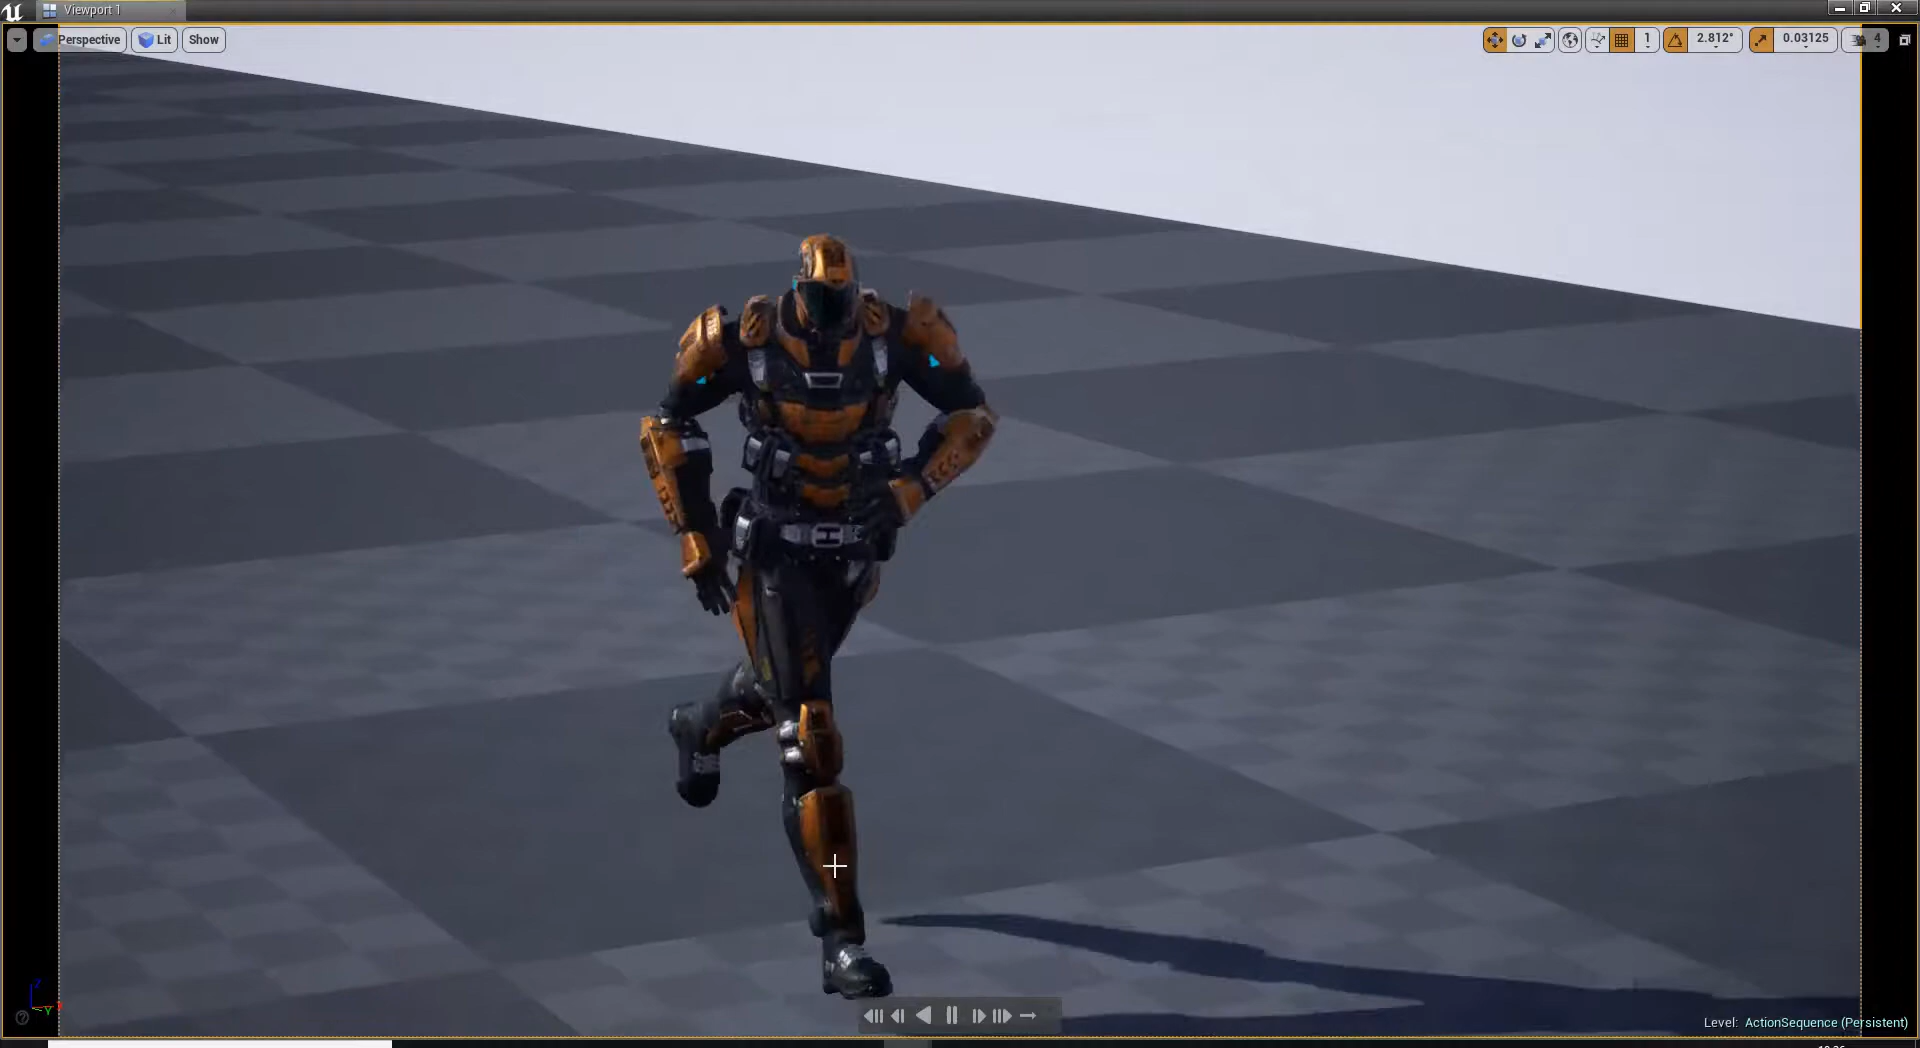 Viewport 1
Perspective Lit Show
1 2.812° 0.03125 4
Z
Y
Level: ActionSequence (Persistent)